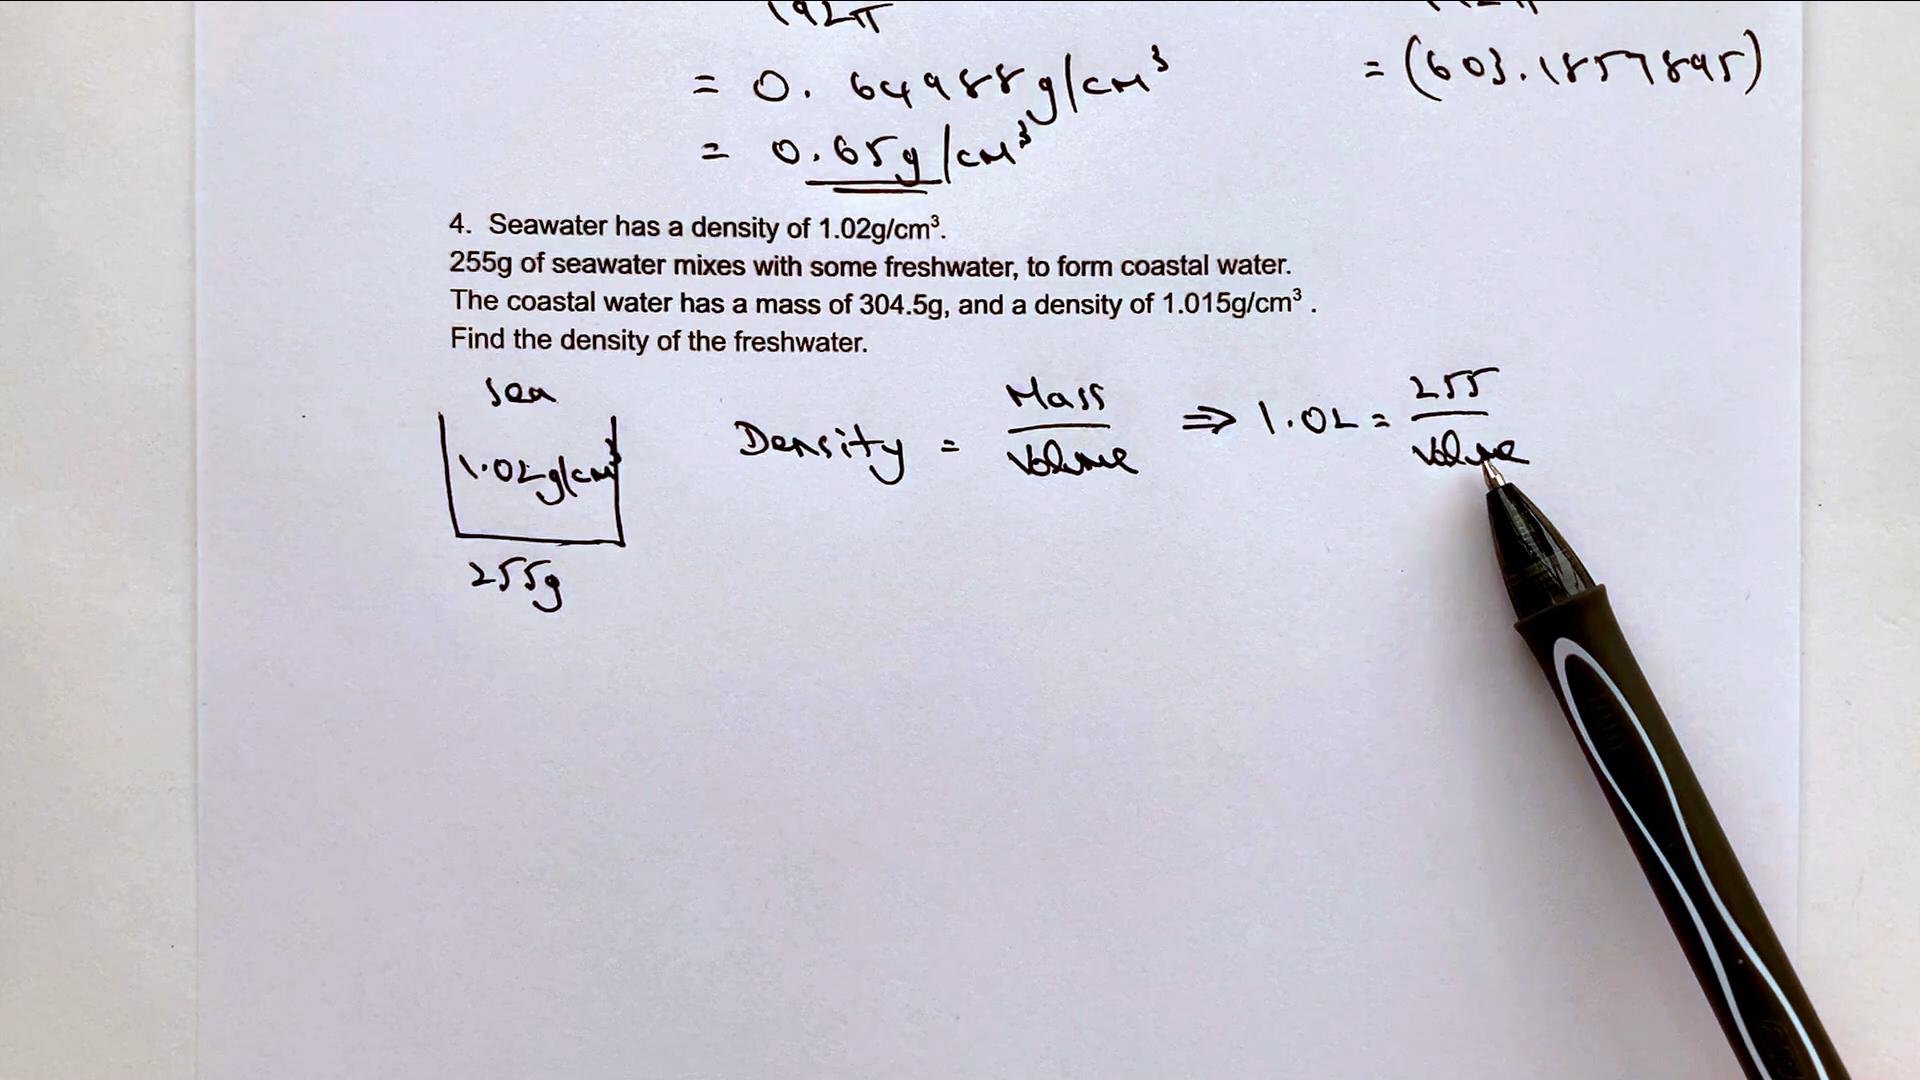 192π
= 0.64988g/cm³
= (603.1857895)
= 0.65g/cm³
4. Seawater has a density of 1.02g/cm³.
255g of seawater mixes with some freshwater, to form coastal water.
The coastal water has a mass of 304.5g, and a density of 1.015g/cm³ .
Find the density of the freshwater.
Sea
1.02g/cm³
255g
Density = Mass / Volume ⇒ 1.02 = 255 / Volume